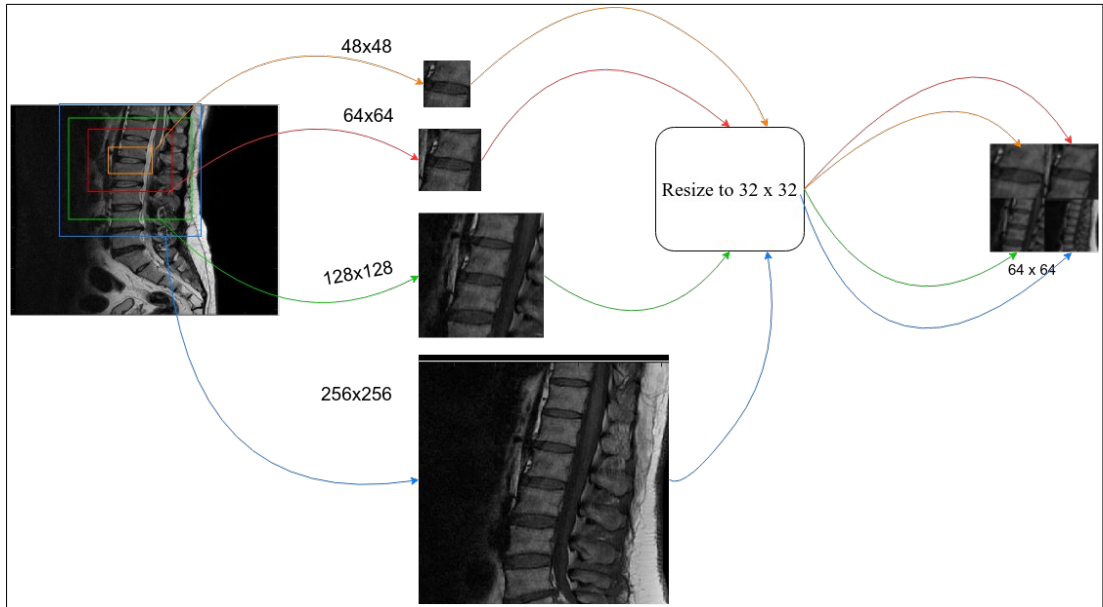 48x48
64x64
128x128
256x256
Resize to 32 x 32
64 x 64